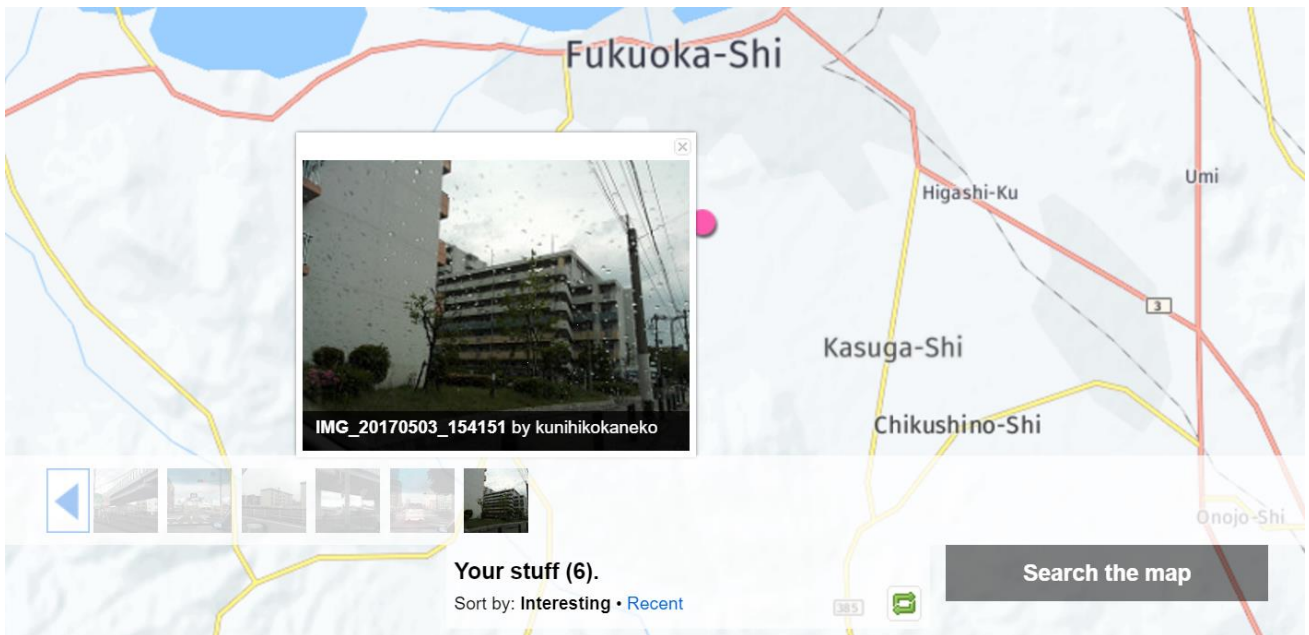 Fukuoka-Shi
Umi
Higashi-Ku
3
Kasuga-Shi
Chikushino-Shi
IMG_20170503_154151 by kunihikokaneko
Onojo-Shi
Your stuff (6).
Search the map
Sort by: Interesting • Recent
385